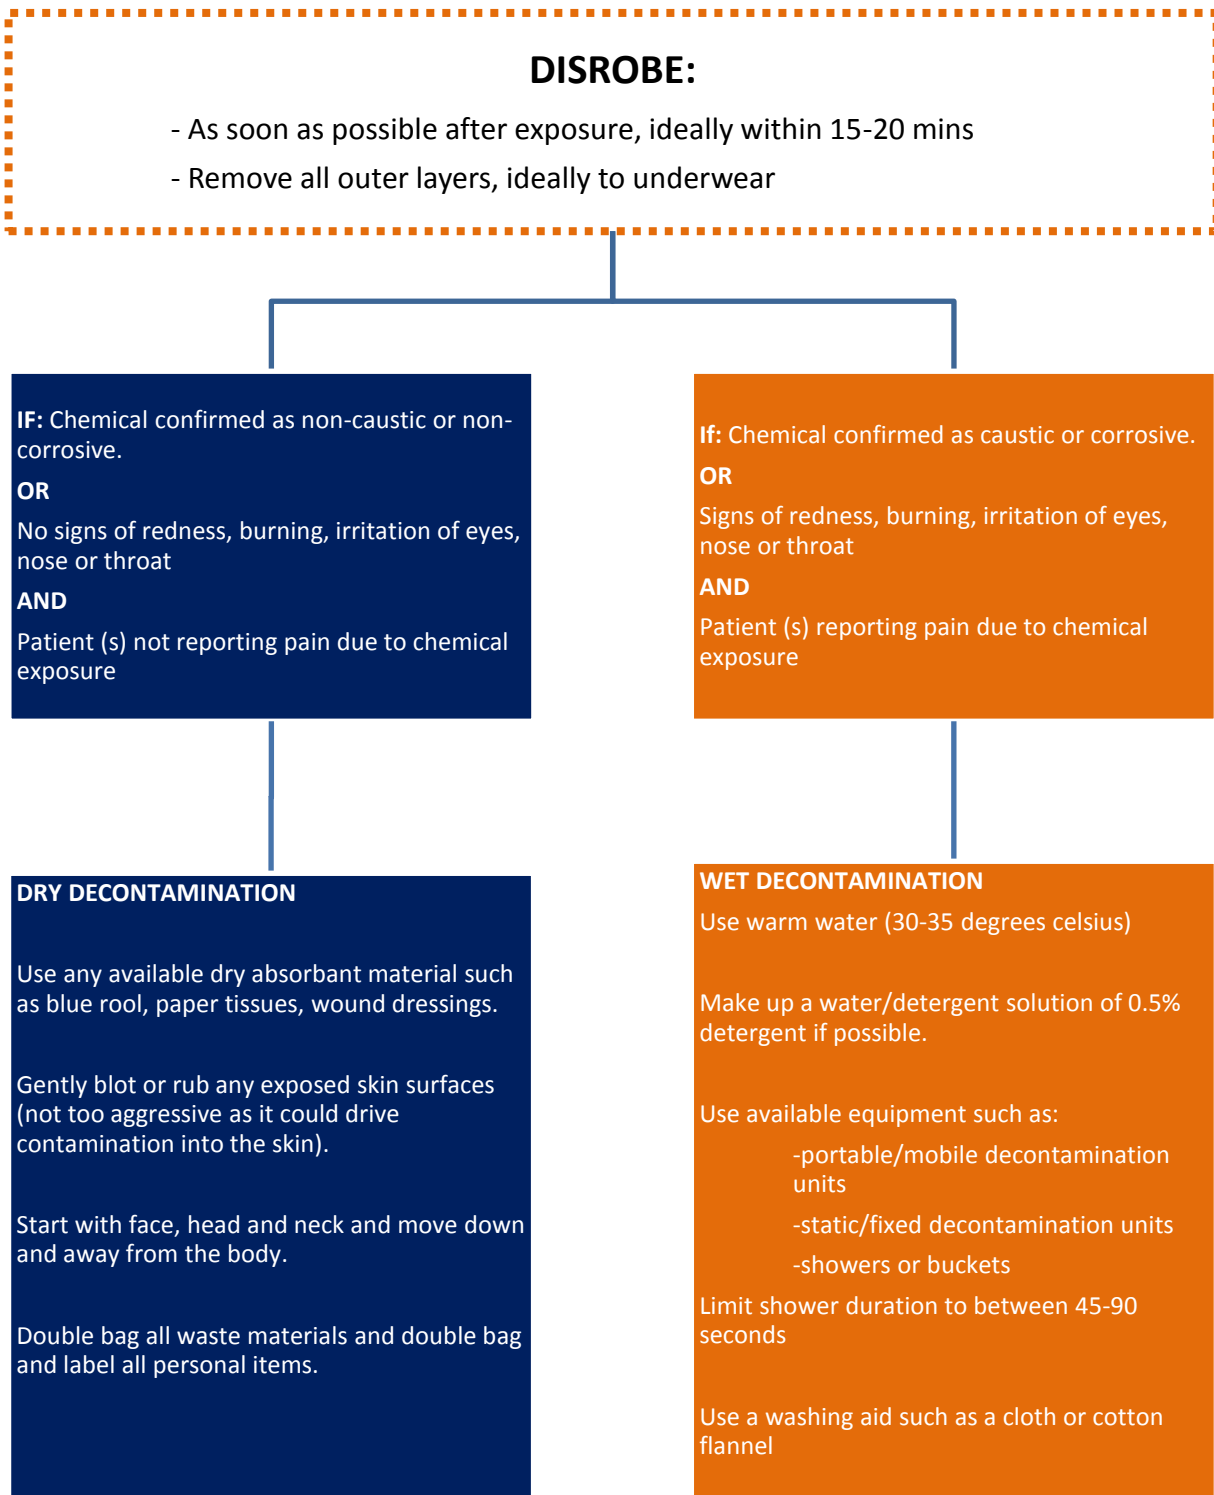 DISROBE:
- As soon as possible after exposure, ideally within 15-20 mins
- Remove all outer layers, ideally to underwear
IF: Chemical confirmed as non-caustic or non-
corrosive.
OR
No signs of redness, burning, irritation of eyes,
nose or throat
AND
Patient (s) not reporting pain due to chemical
exposure
If: Chemical confirmed as caustic or corrosive.
OR
Signs of redness, burning, irritation of eyes,
nose or throat
AND
Patient (s) reporting pain due to chemical
exposure
DRY DECONTAMINATION
Use any available dry absorbant material such
as blue rool, paper tissues, wound dressings.
Gently blot or rub any exposed skin surfaces
(not too aggressive as it could drive
contamination into the skin).
Start with face, head and neck and move down
and away from the body.
Double bag all waste materials and double bag
and label all personal items.
WET DECONTAMINATION
Use warm water (30-35 degrees celsius)
Make up a water/detergent solution of 0.5%
detergent if possible.
Use available equipment such as:
-portable/mobile decontamination
units
-static/fixed decontamination units
-showers or buckets
Limit shower duration to between 45-90
seconds
Use a washing aid such as a cloth or cotton
flannel